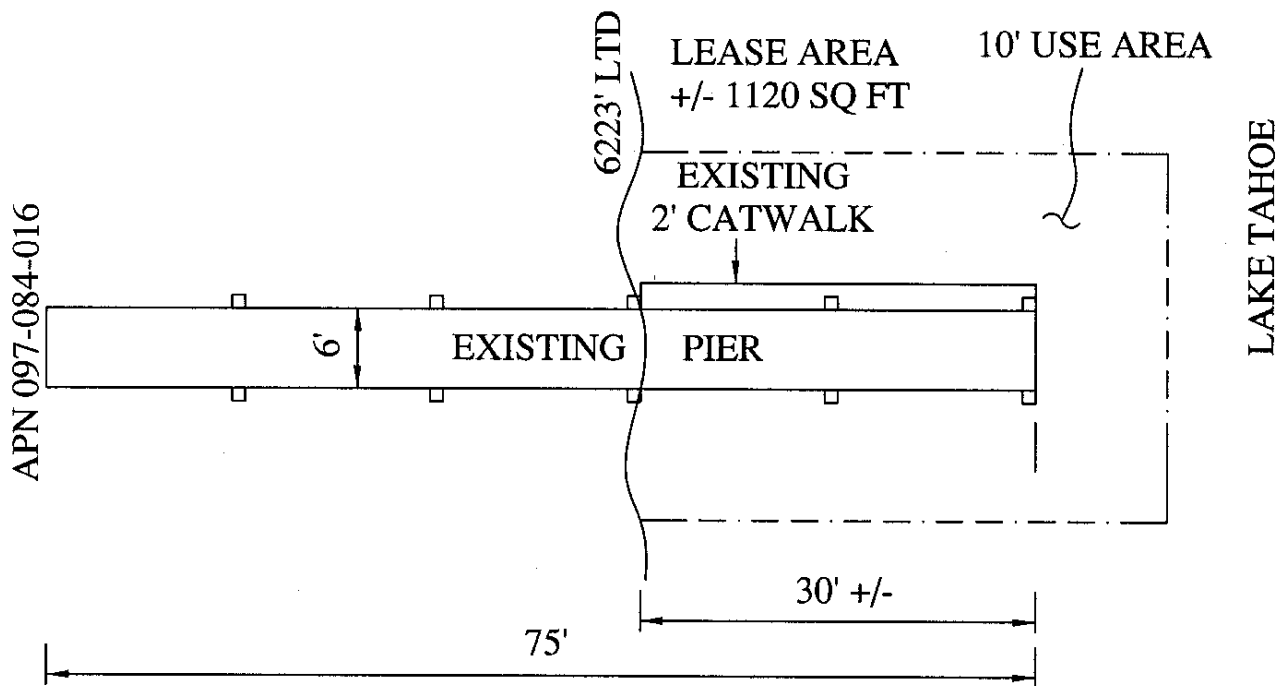 6223' LTD
LEASE AREA
+/- 1120 SQ FT
10' USE AREA
LAKE TAHOE
EXISTING
2' CATWALK
APN 097-084-016
6'
EXISTING PIER
30' +/-
75'